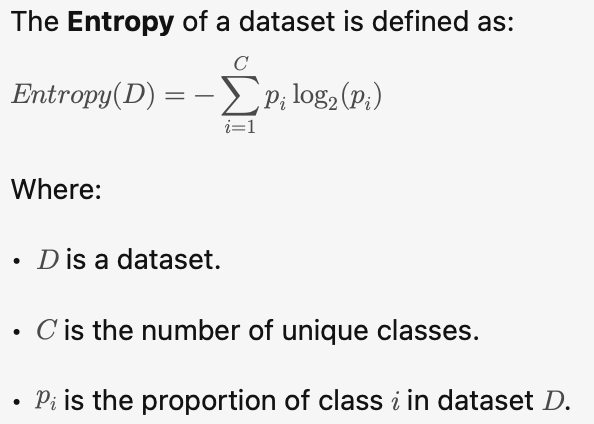 The Entropy of a dataset is defined as:
Entropy(D) = − ∑_{i=1}^{C} p_i log_2(p_i)
Where:
• D is a dataset.
• C is the number of unique classes.
• p_i is the proportion of class i in dataset D.